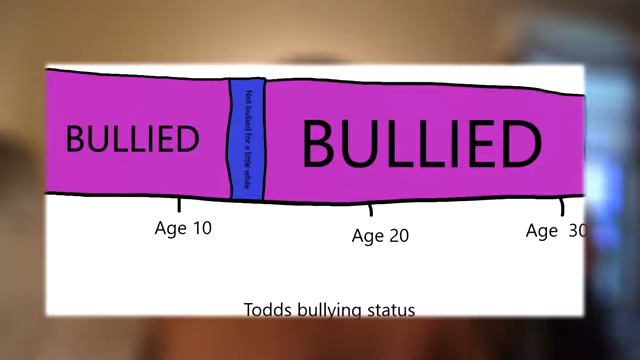 BULLIED
Not bullied for a little while
BULLIED
Age 10
Age 20
Age 30
Todds bullying status